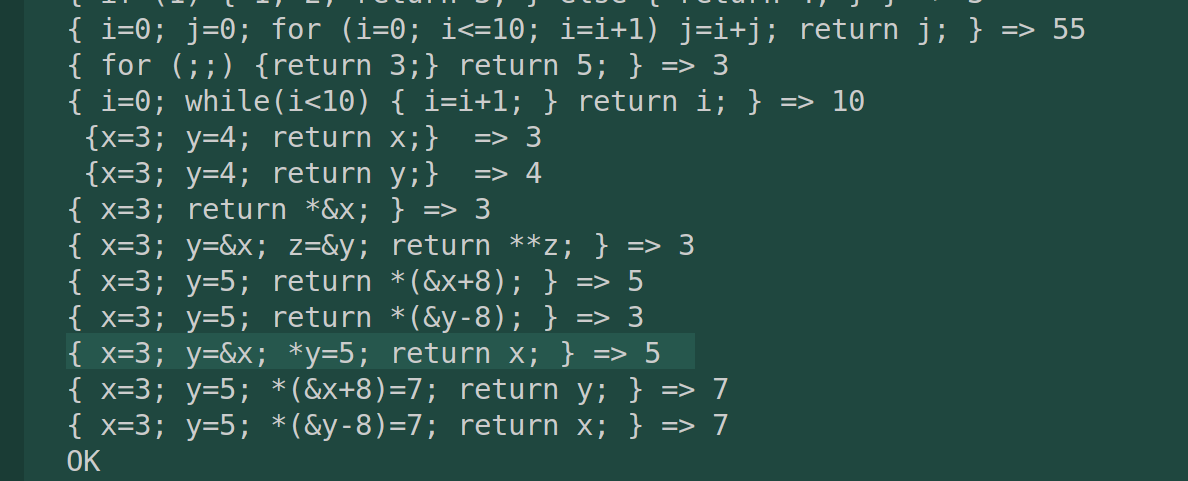 { i=0; j=0; for (i=0; i<=10; i=i+1) j=i+j; return j; } => 55
{ for (;;) {return 3;} return 5; } => 3
{ i=0; while(i<10) { i=i+1; } return i; } => 10
 {x=3; y=4; return x;}  => 3
 {x=3; y=4; return y;}  => 4
{ x=3; return *&x; } => 3
{ x=3; y=&x; z=&y; return **z; } => 3
{ x=3; y=5; return *(&x+8); } => 5
{ x=3; y=5; return *(&y-8); } => 3
{ x=3; y=&x; *y=5; return x; } => 5
{ x=3; y=5; *(&x+8)=7; return y; } => 7
{ x=3; y=5; *(&y-8)=7; return x; } => 7
OK